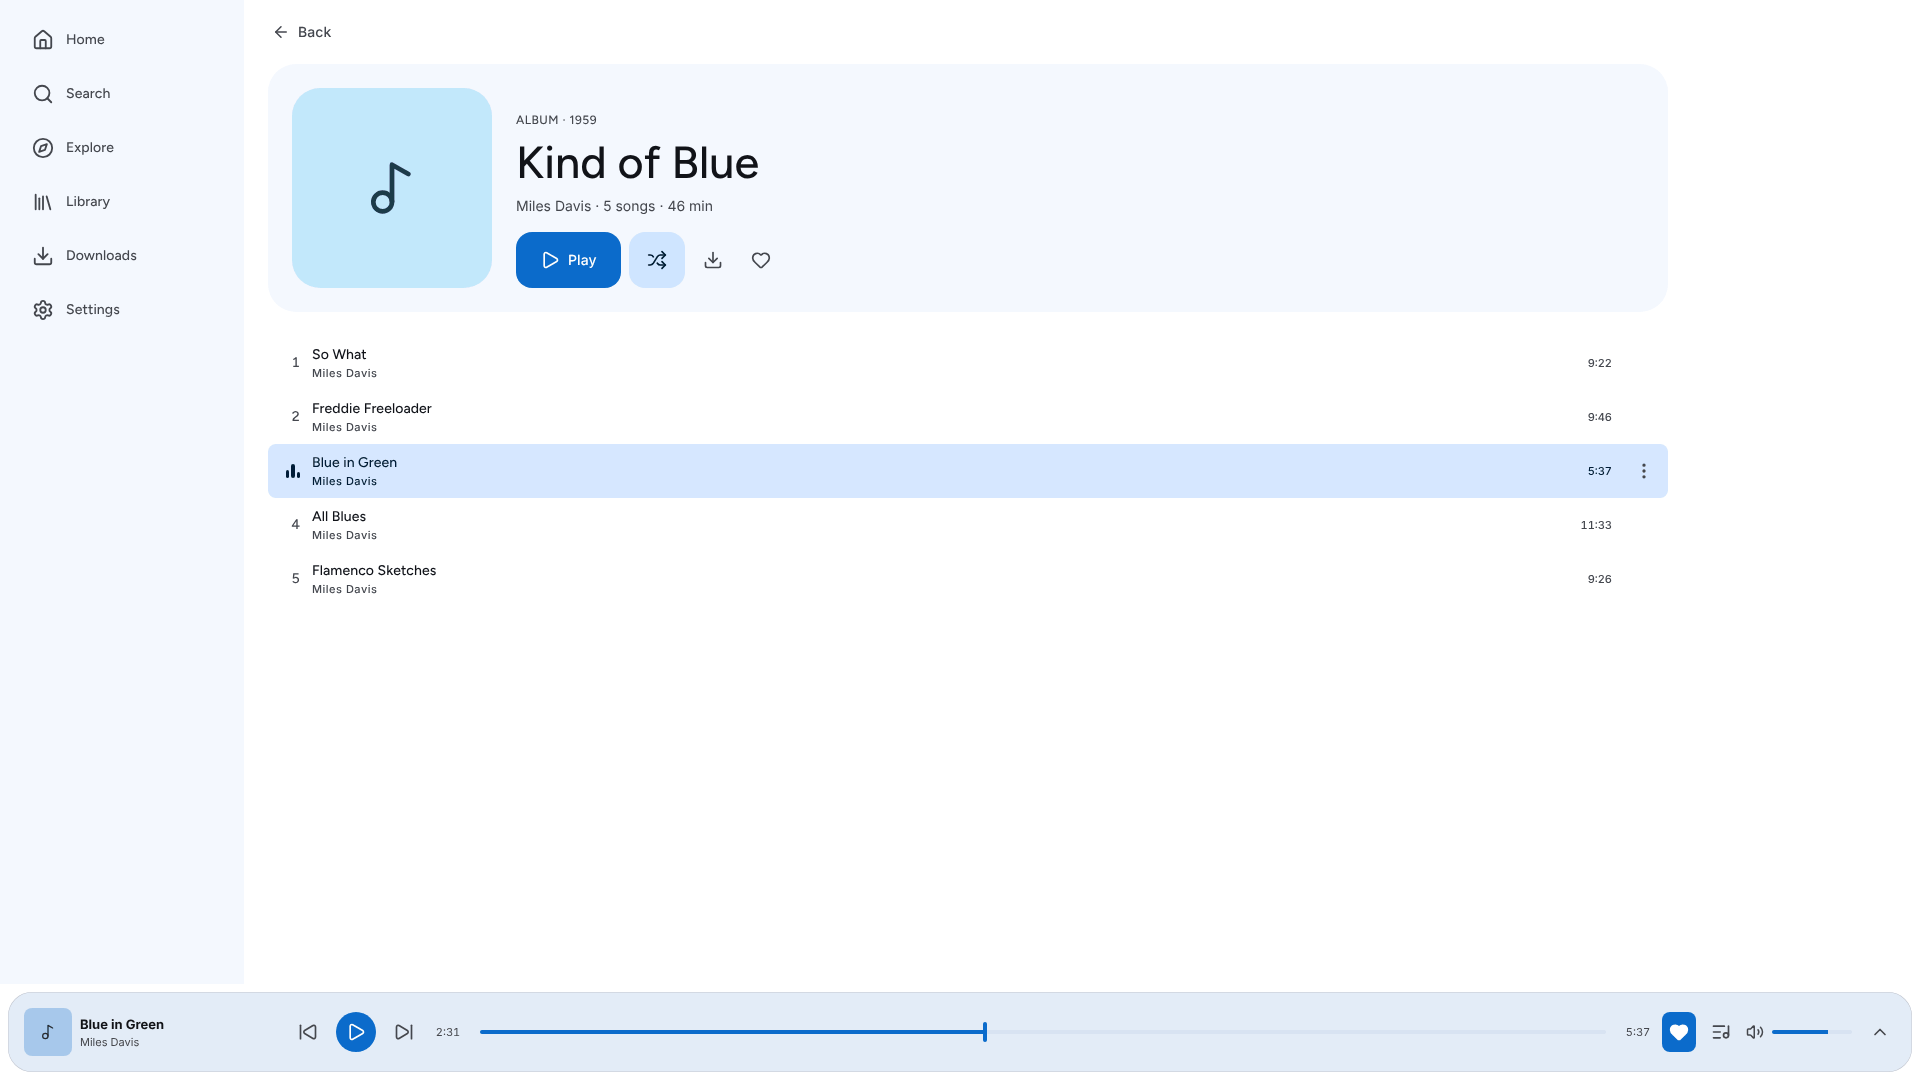 Home
Search
Explore
Library
Downloads
Settings
Back
ALBUM · 1959
Kind of Blue
Miles Davis · 5 songs · 46 min
Play
1 So What 9:22
Miles Davis
2 Freddie Freeloader 9:46
Miles Davis
Blue in Green 5:37
Miles Davis
4 All Blues 11:33
Miles Davis
5 Flamenco Sketches 9:26
Miles Davis
Blue in Green
Miles Davis
2:31
5:37